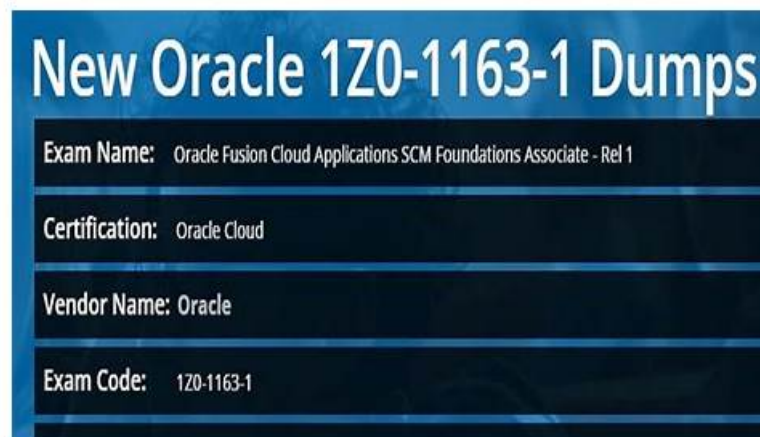 New Oracle 1Z0-1163-1 Dumps
Exam Name: Oracle Fusion Cloud Applications SCM Foundations Associate - Rel 1
Certification: Oracle Cloud
Vendor Name: Oracle
Exam Code: 1Z0-1163-1